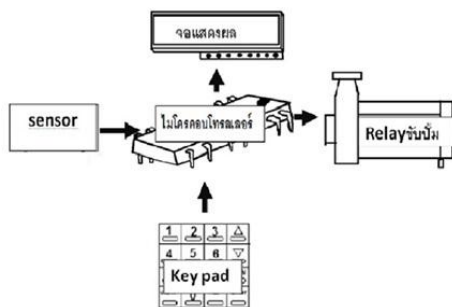 จอแสดงผล
sensor
ไมโครคอนโทรลเลอร์
Relayขับปั้ม
1 2 3
4 5 6
Key pad
0